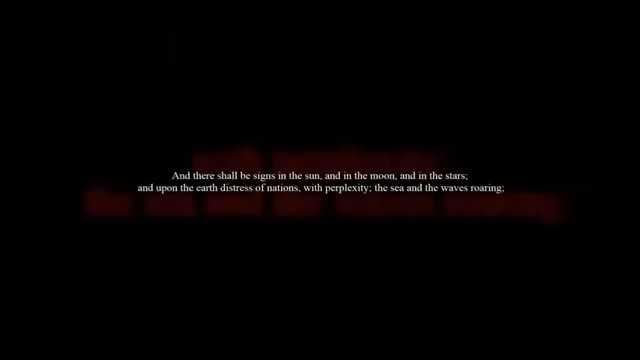 And there shall be signs in the sun, and in the moon, and in the stars;
and upon the earth distress of nations, with perplexity; the sea and the waves roaring;